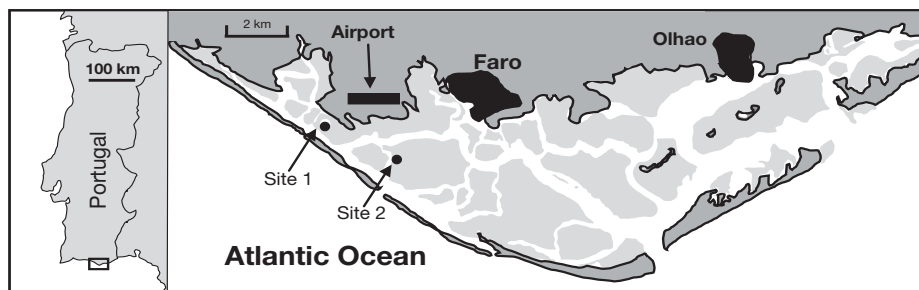 100 km
Portugal
2 km
Airport
Faro
Olhao
Site 1
Site 2
Atlantic Ocean